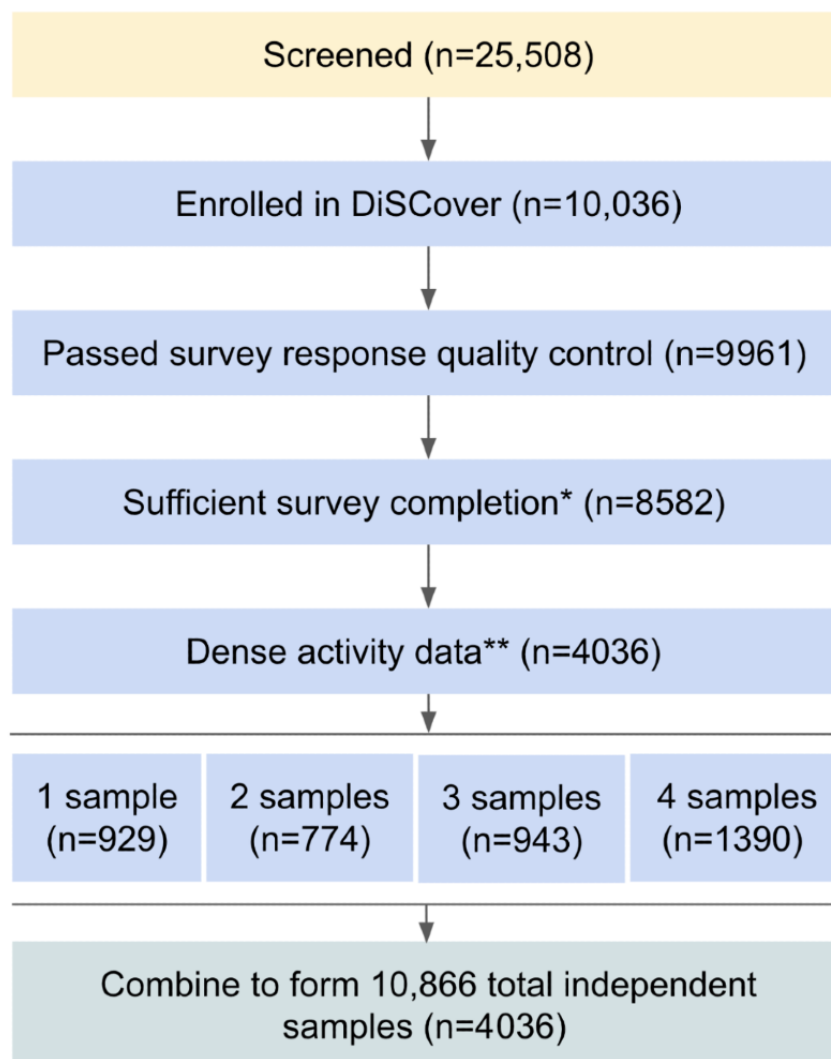 Screened (n=25,508)
Enrolled in DiSCover (n=10,036)
Passed survey response quality control (n=9961)
Sufficient survey completion* (n=8582)
Dense activity data** (n=4036)
1 sample
(n=929)
2 samples
(n=774)
3 samples
(n=943)
4 samples
(n=1390)
Combine to form 10,866 total independent
samples (n=4036)